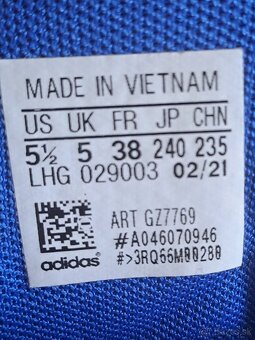 MADE IN VIETNAM
US UK FR JP CHN
5½ 5 38 240 235
LHG 029003 02/21
ART GZ7769
#A046070946
adidas
#>3RQ66M00280